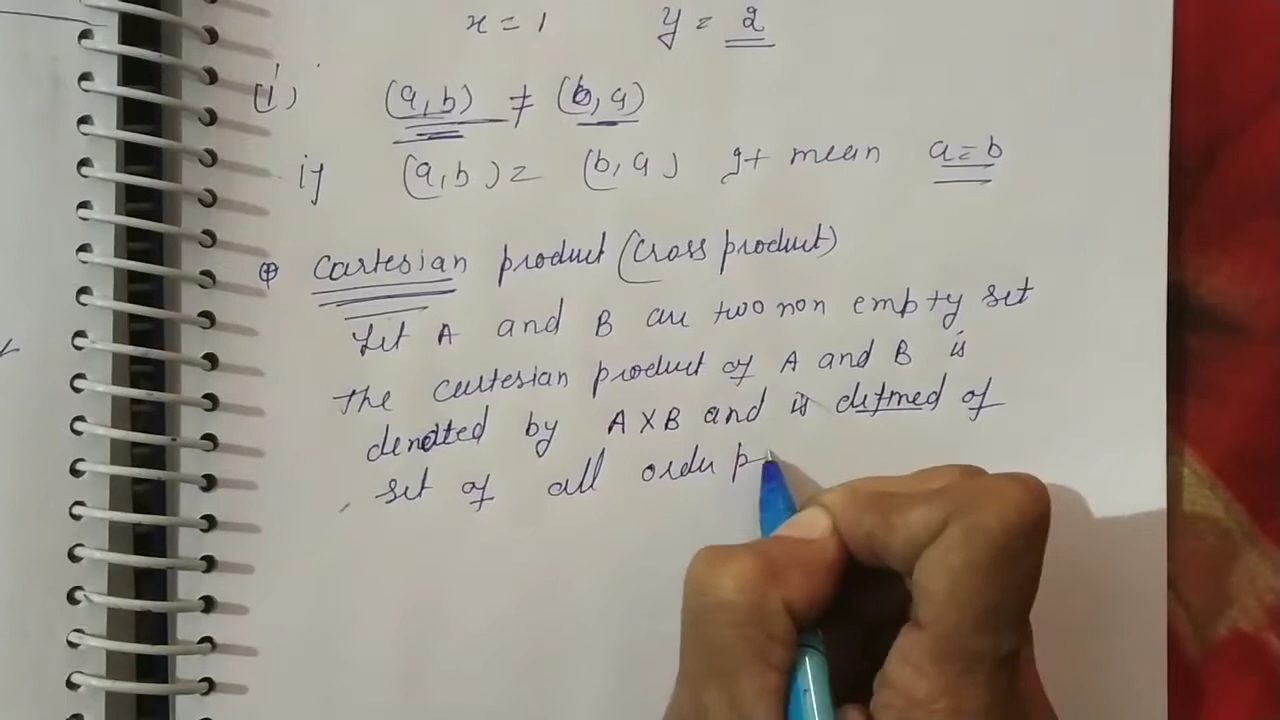 x = 1 y = 2
(i) (a, b) ≠ (b, a)
if (a, b) = (b, a) It mean a = b
⊕ Cartesian product (Cross product)
Let A and B are two non empty set
The cartesian product of A and B is
denoted by A X B and is defined of
set of all order p